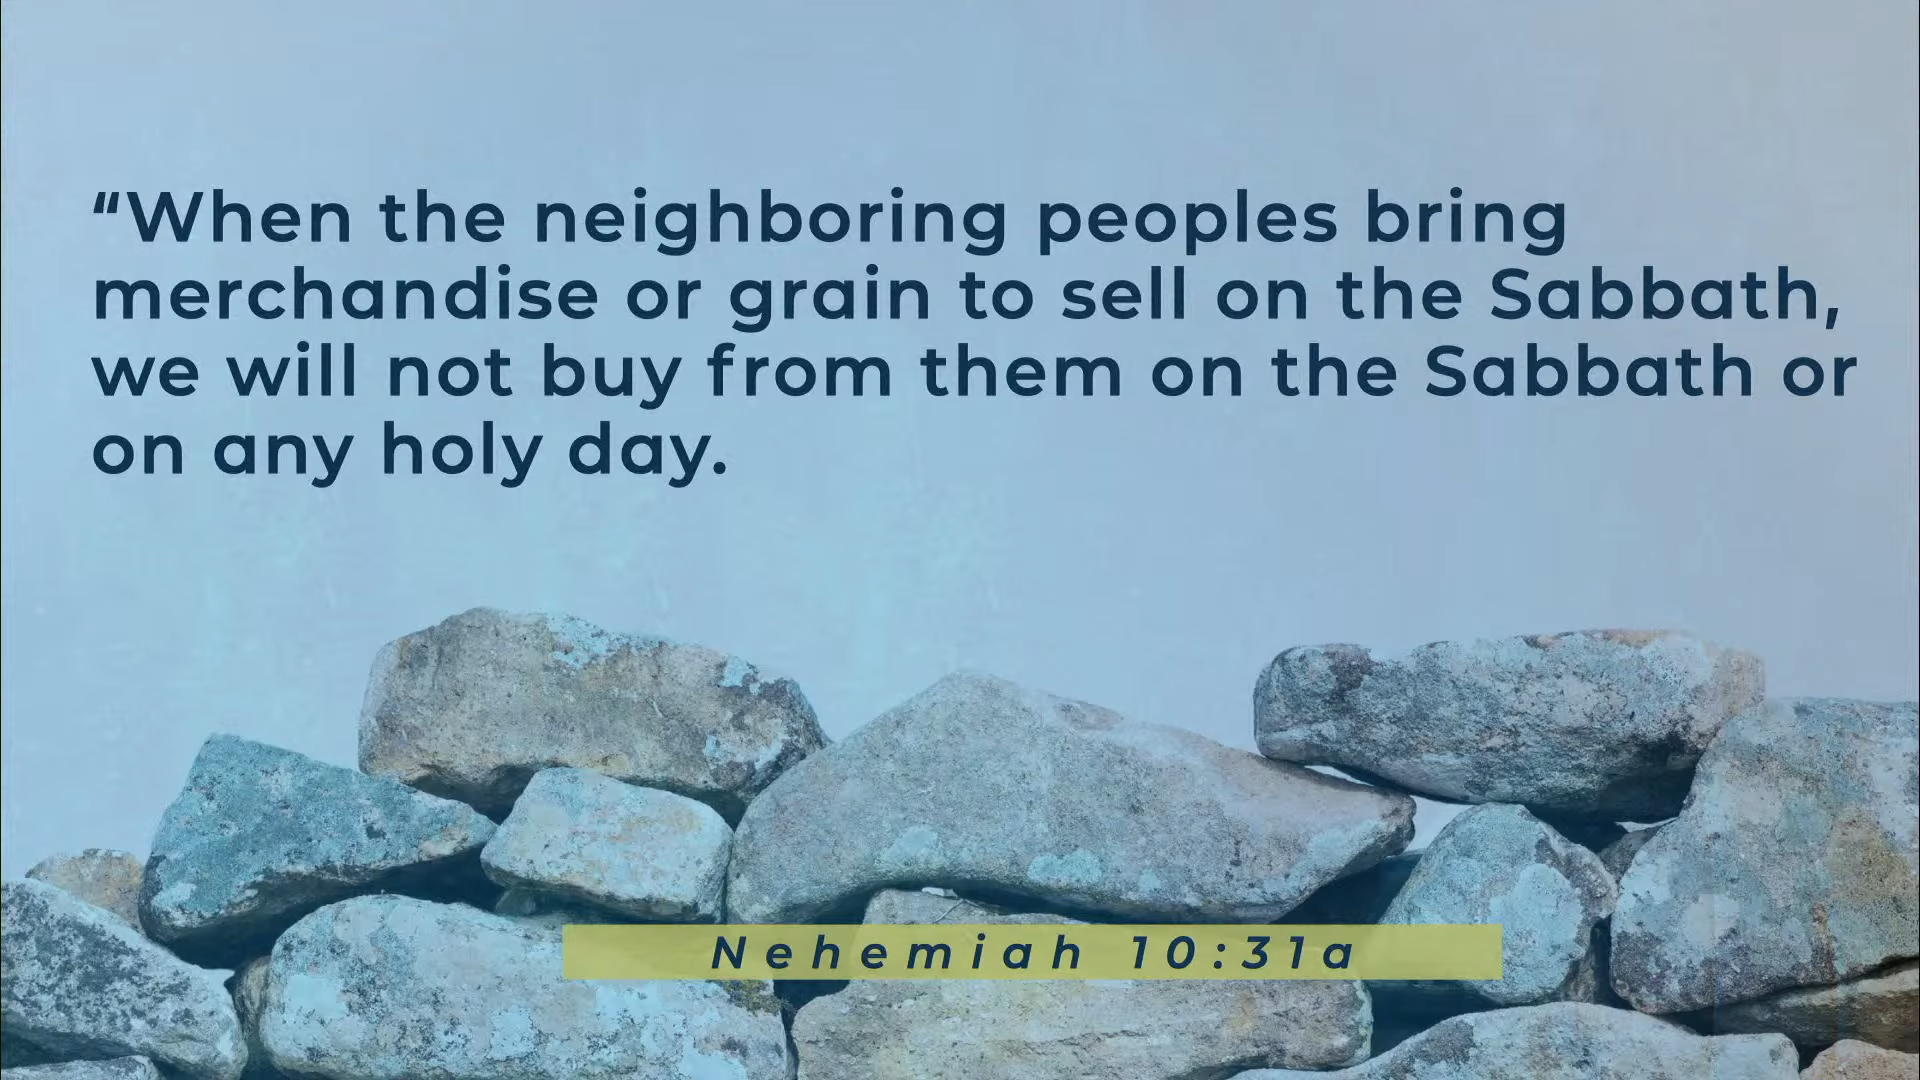 “When the neighboring peoples bring
merchandise or grain to sell on the Sabbath,
we will not buy from them on the Sabbath or
on any holy day.
Nehemiah 10:31a